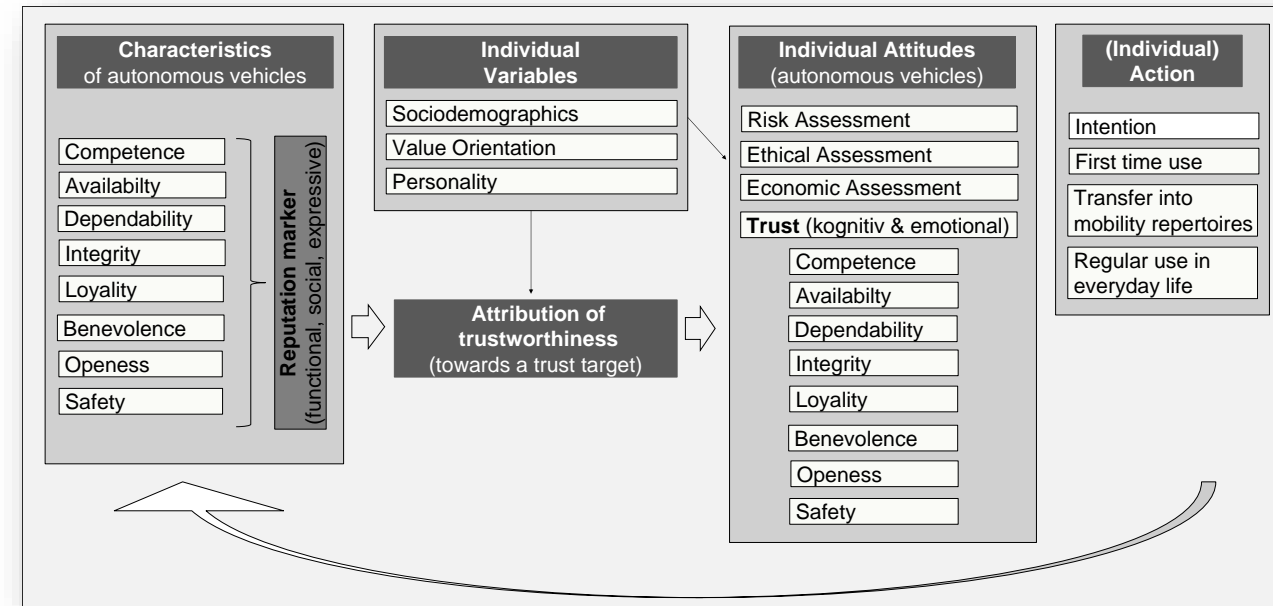 Characteristics
of autonomous vehicles
Competence
Availabilty
Dependability
Integrity
Loyality
Benevolence
Openess
Safety
Reputation marker
(functional, social, expressive)
Individual
Variables
Sociodemographics
Value Orientation
Personality
Attribution of
trustworthiness
(towards a trust target)
Individual Attitudes
(autonomous vehicles)
Risk Assessment
Ethical Assessment
Economic Assessment
Trust (kognitiv & emotional)
Competence
Availabilty
Dependability
Integrity
Loyality
Benevolence
Openess
Safety
(Individual)
Action
Intention
First time use
Transfer into
mobility repertoires
Regular use in
everyday life